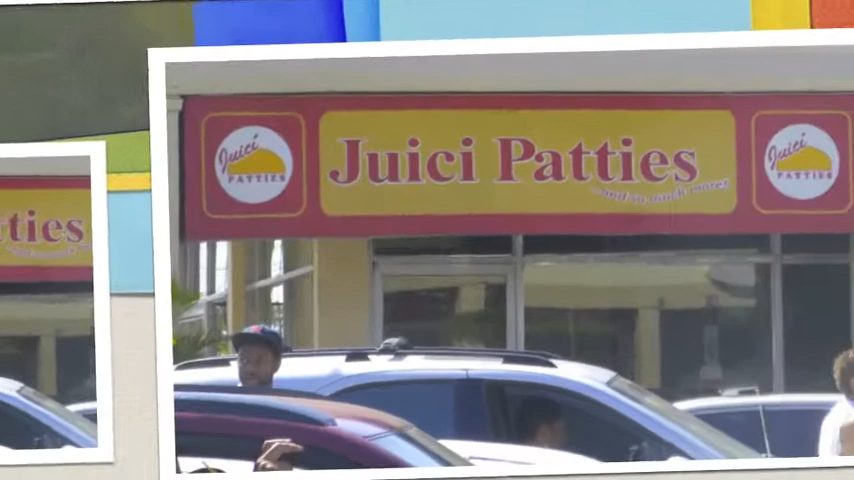 Juici
PATTIES
Juici Patties
...and so much more!
Juici
PATTIES
tties